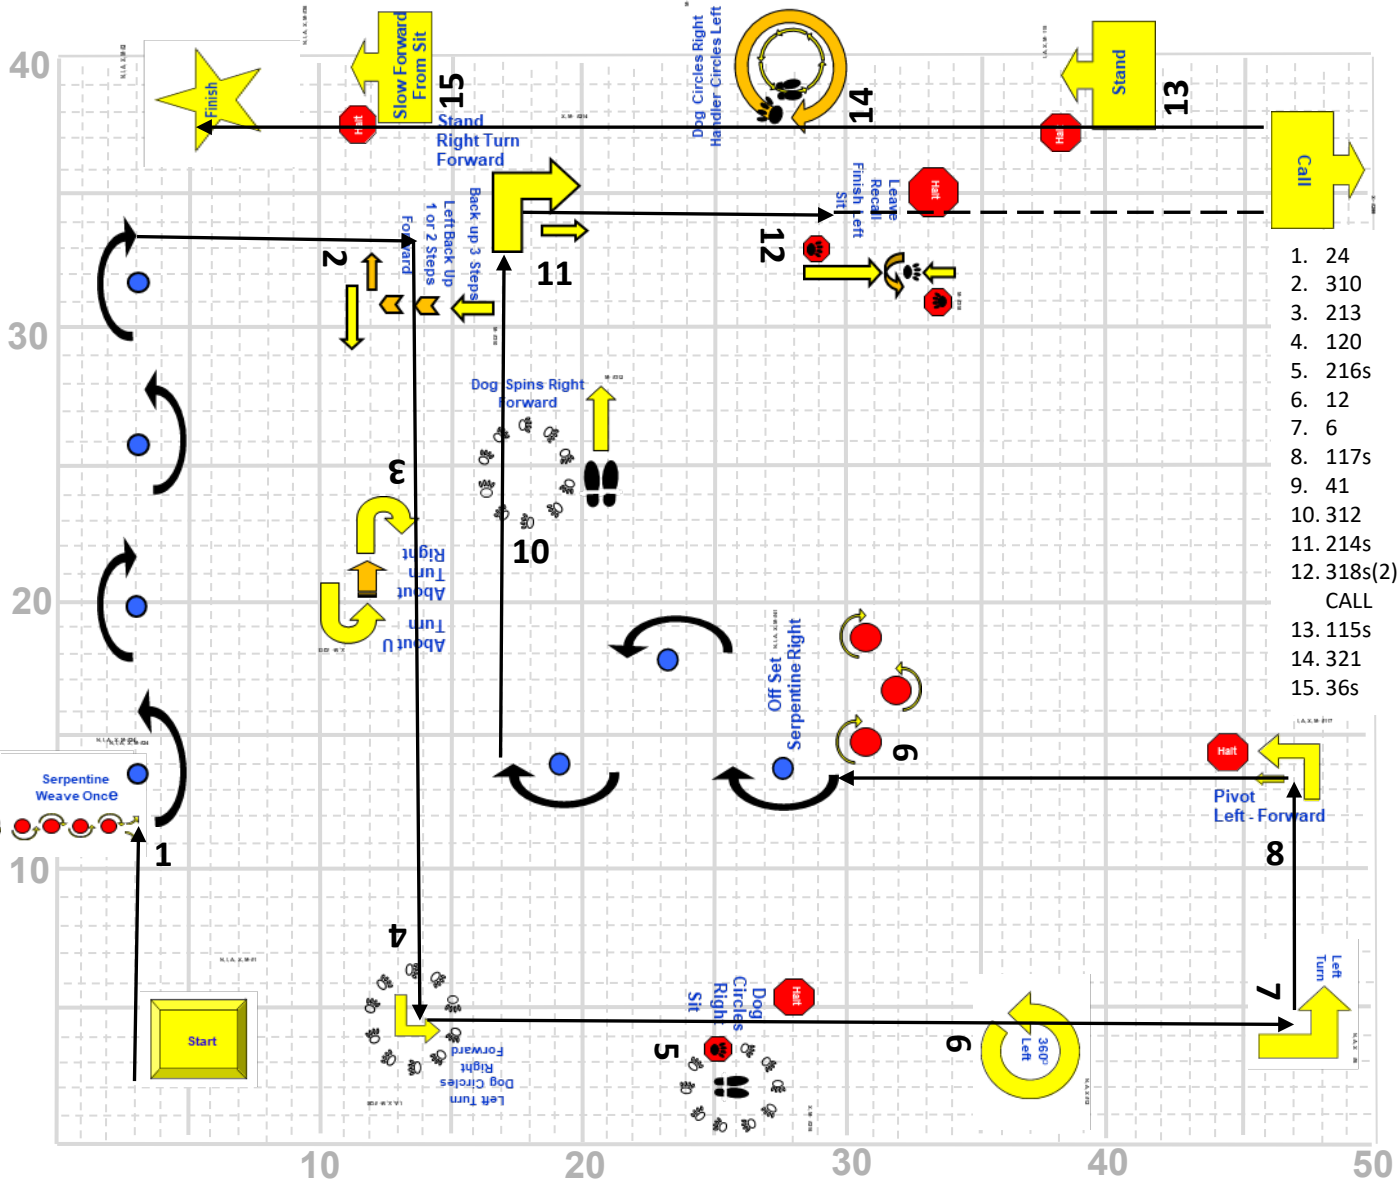 40
30
20
10
10
20
30
40
50
Finish
Slow Forward
From Sit
15
Halt
Stand
Right Turn
Forward
Dog Circles Right
Handler Circles Left
14
Stand
13
Halt
Call
Back up 3 Steps
Left Back Up
1 or 2 Steps
Forward
2
11
Leave
Recall
Finish Left
Sit
Halt
12
Dog Spins Right
Forward
10
3
About U
Turn
About
Turn
Right
Off Set
Serpentine Right
9
Serpentine
Weave Once
1
Halt
Pivot
Left - Forward
8
4
Left Turn
Dog Circles
Right
Forward
Start
Dog
Circles
Right
Sit
Halt
5
360º
Left
6
Left
Turn
7
1. 24
2. 310
3. 213
4. 120
5. 216s
6. 12
7. 6
8. 117s
9. 41
10. 312
11. 214s
12. 318s(2)
CALL
13. 115s
14. 321
15. 36s